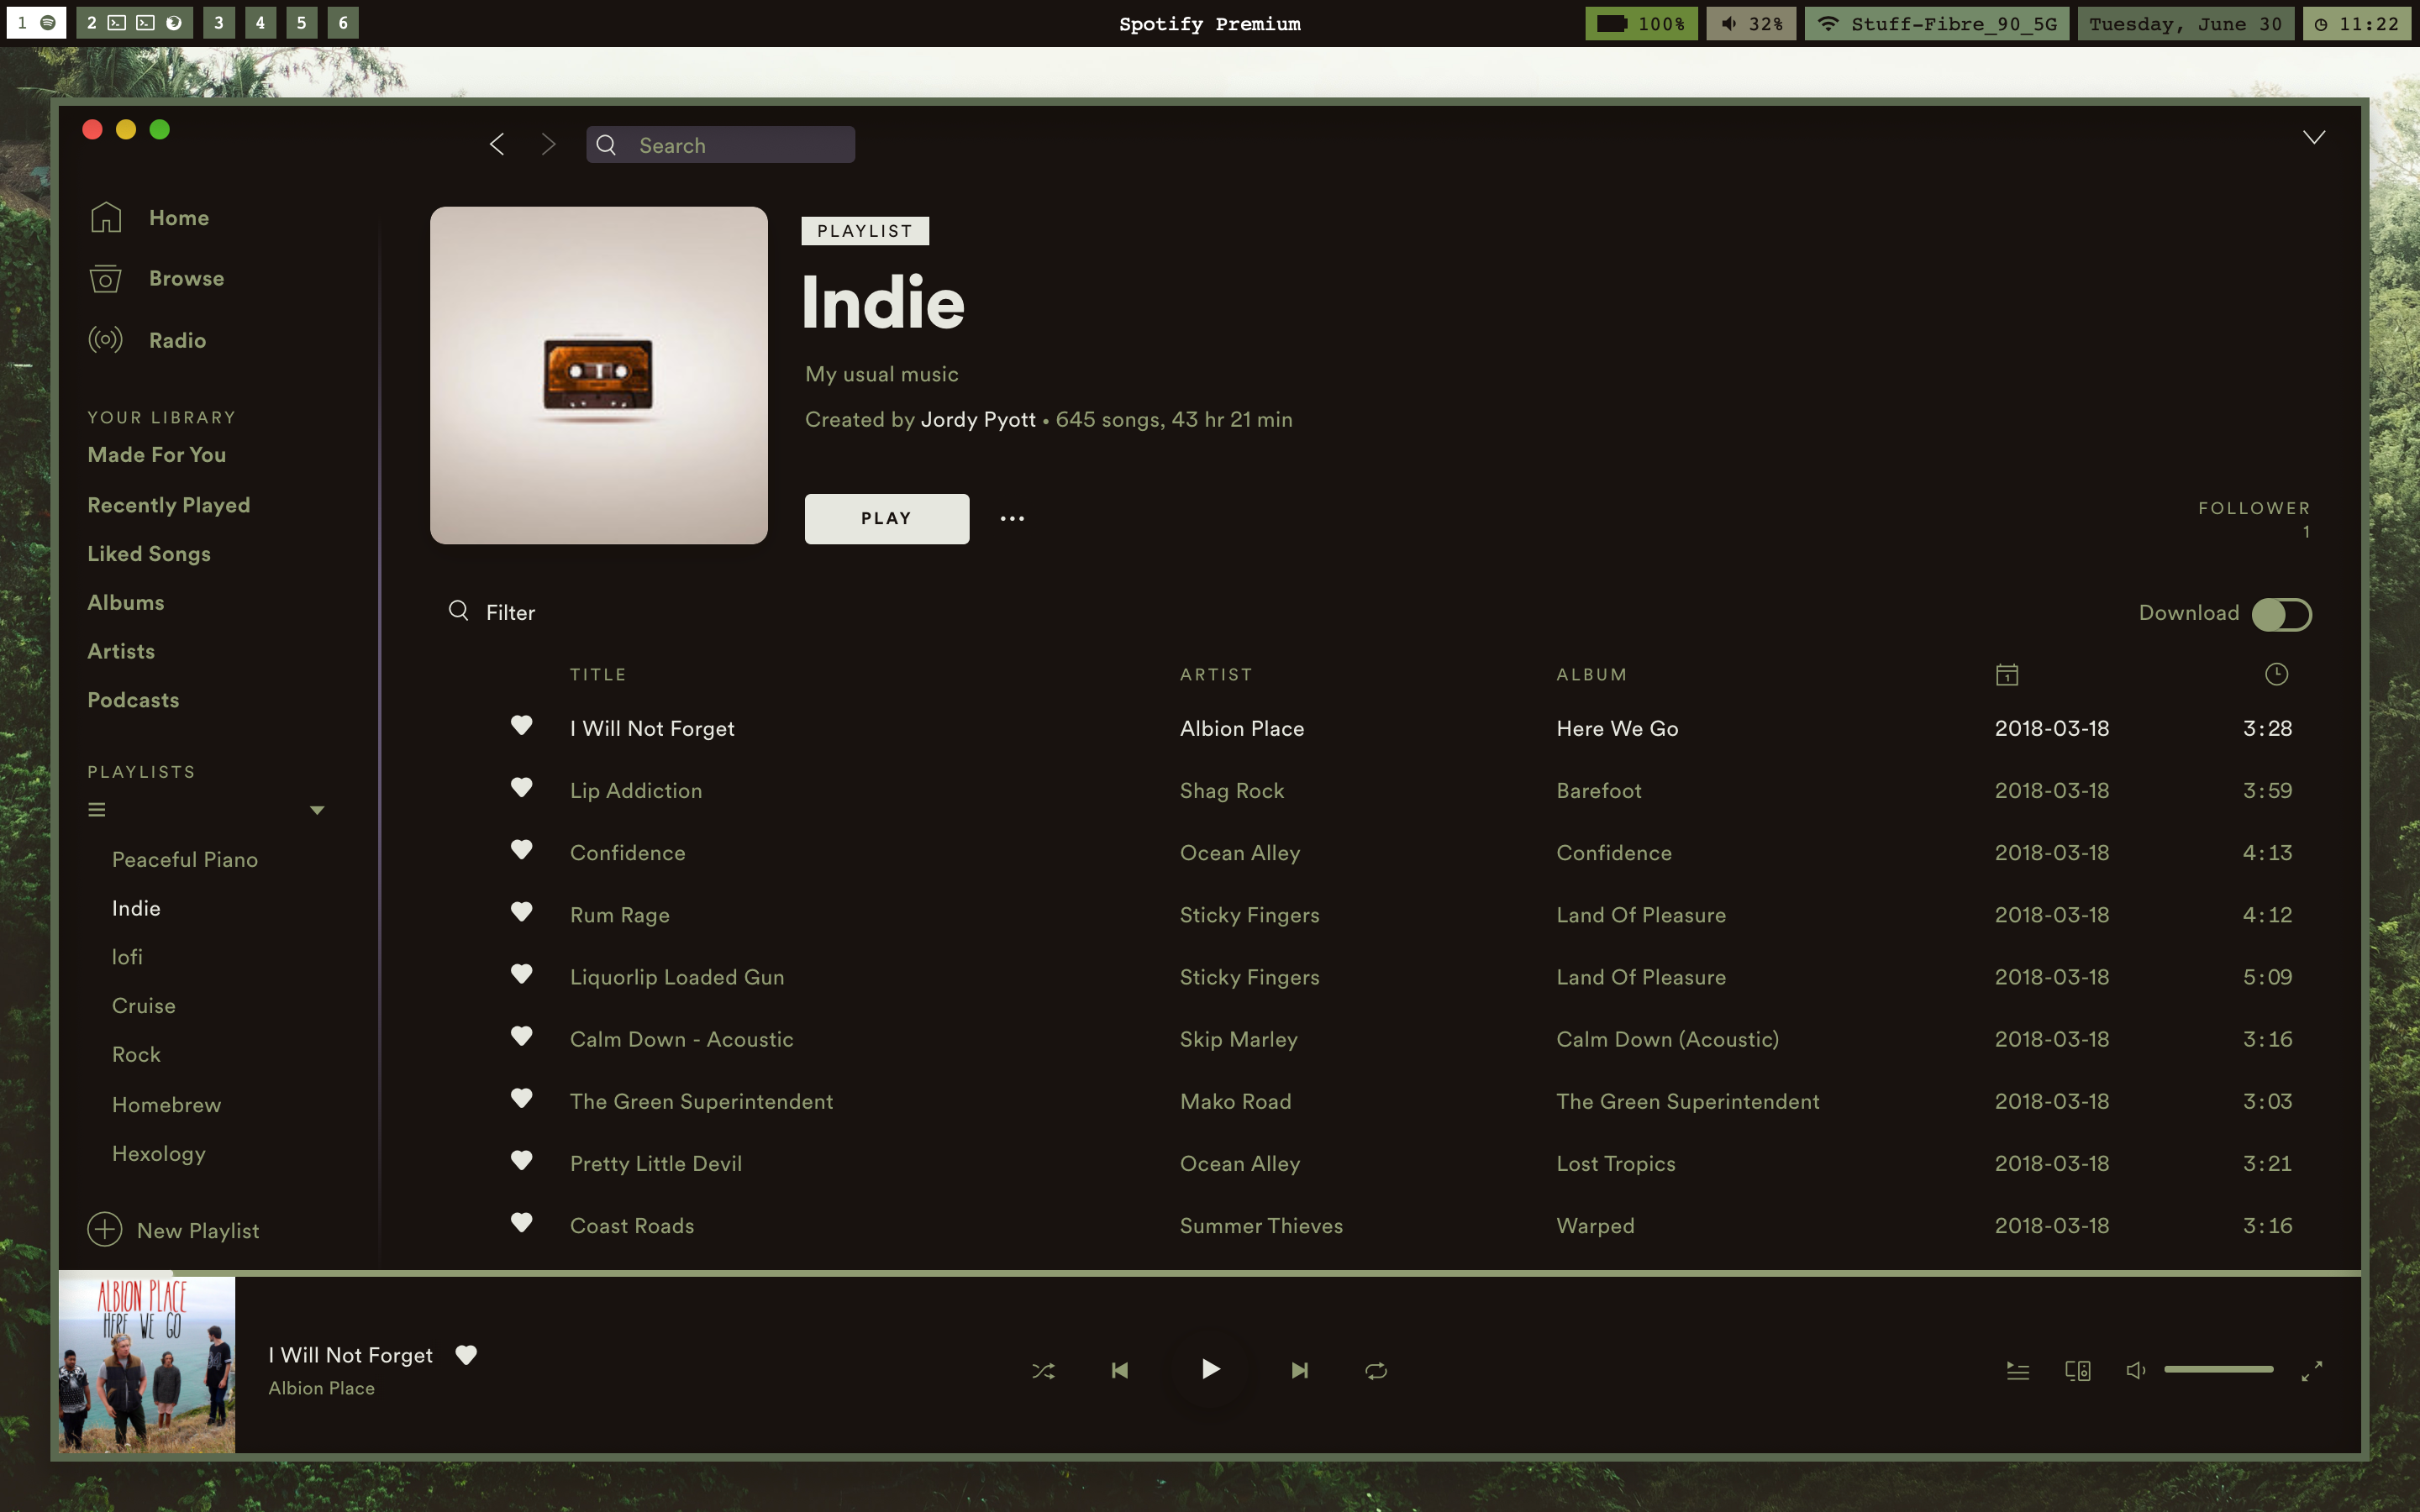 1
2
3
4
5
6
Spotify Premium
100%
32%
Stuff-Fibre_90_5G
Tuesday, June 30
11:22
Search
Home
Browse
Radio
YOUR LIBRARY
Made For You
Recently Played
Liked Songs
Albums
Artists
Podcasts
PLAYLISTS
Peaceful Piano
Indie
lofi
Cruise
Rock
Homebrew
Hexology
New Playlist
PLAYLIST
Indie
My usual music
Created by Jordy Pyott • 645 songs, 43 hr 21 min
PLAY
FOLLOWER
1
Filter
Download
TITLE ARTIST ALBUM 1
I Will Not Forget Albion Place Here We Go 2018-03-18 3:28
Lip Addiction Shag Rock Barefoot 2018-03-18 3:59
Confidence Ocean Alley Confidence 2018-03-18 4:13
Rum Rage Sticky Fingers Land Of Pleasure 2018-03-18 4:12
Liquorlip Loaded Gun Sticky Fingers Land Of Pleasure 2018-03-18 5:09
Calm Down - Acoustic Skip Marley Calm Down (Acoustic) 2018-03-18 3:16
The Green Superintendent Mako Road The Green Superintendent 2018-03-18 3:03
Pretty Little Devil Ocean Alley Lost Tropics 2018-03-18 3:21
Coast Roads Summer Thieves Warped 2018-03-18 3:16
ALBION PLACE
HERE WE GO
I Will Not Forget
Albion Place